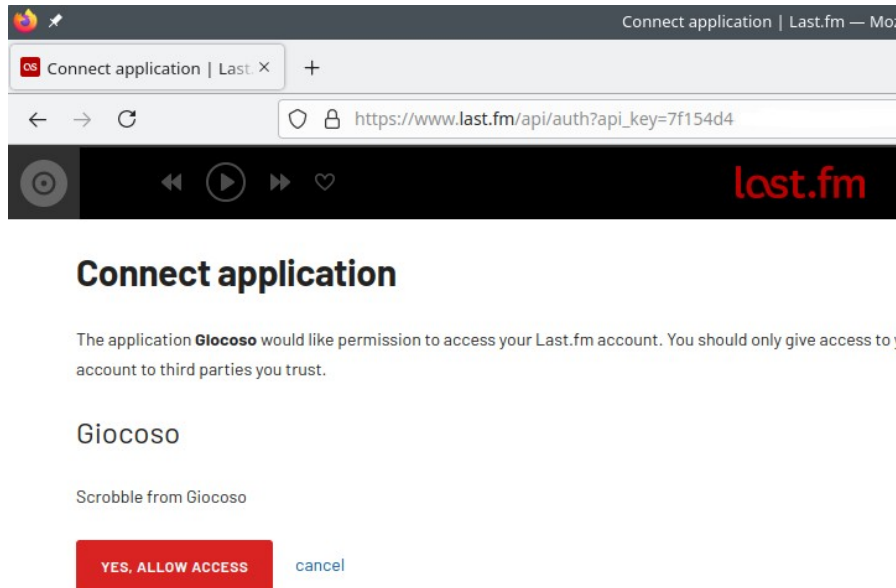 Connect application | Last.fm — Moz
Connect application | Last.
https://www.last.fm/api/auth?api_key=7f154d4
last.fm
Connect application
The application Giocoso would like permission to access your Last.fm account. You should only give access to y
account to third parties you trust.
Giocoso
Scrobble from Giocoso
YES, ALLOW ACCESS cancel